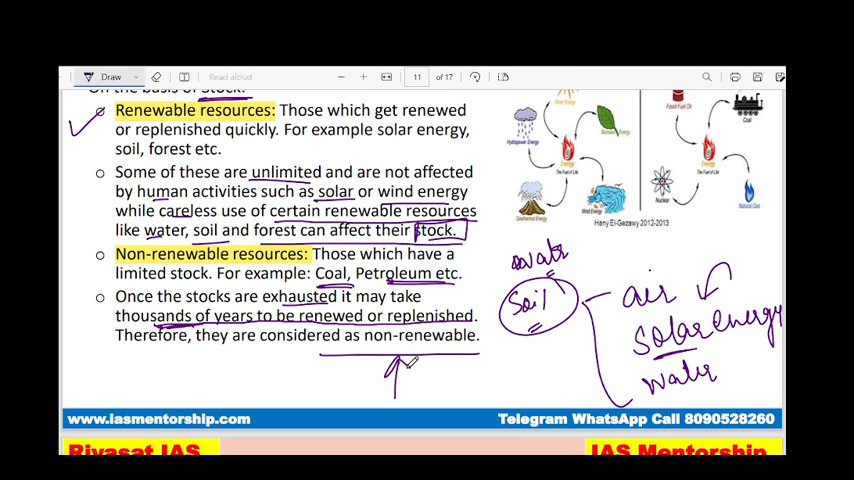 Draw
Read aloud
11 of 17
On the basis of Stock:
Renewable resources: Those which get renewed
or replenished quickly. For example solar energy,
soil, forest etc.
Some of these are unlimited and are not affected
by human activities such as solar or wind energy
while careless use of certain renewable resources
like water, soil and forest can affect their stock.
Non-renewable resources: Those which have a
limited stock. For example: Coal, Petroleum etc.
Once the stocks are exhausted it may take
thousands of years to be renewed or replenished.
Therefore, they are considered as non-renewable.
Solar Energy
Hydropower Energy
Biomass Energy
Energy
The Fuel of Life
Geothermal Energy
Wind Energy
Fossil Fuel Oil
Coal
Energy
The Fuel of Life
Nuclear
Natural Gas
Hany El-Gezawy 2012-2013
water
Soil
air
solar energy
water
www.Iasmentorship.com
Telegram WhatsApp Call 8090528260
Riyasat IAS
IAS Mentorship